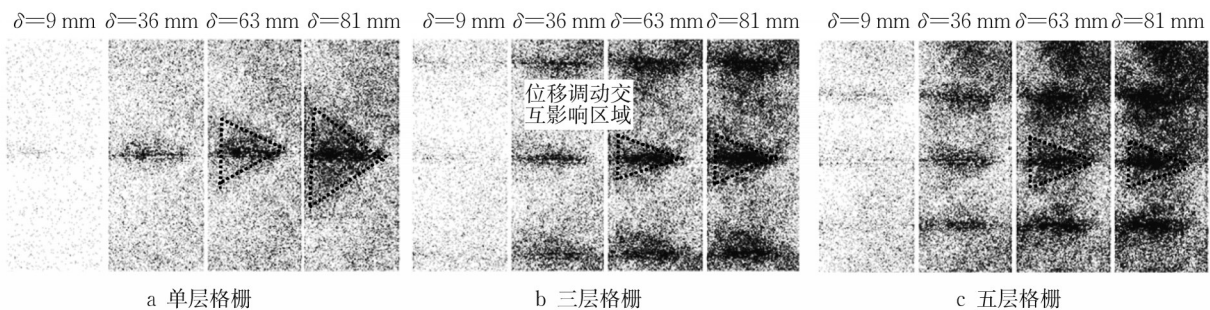 δ=9 mm δ=36 mm δ=63 mm δ=81 mm
δ=9 mm δ=36 mm δ=63 mm δ=81 mm
δ=9 mm δ=36 mm δ=63 mm δ=81 mm
位移调动交
互影响区域
a 单层格栅
b 三层格栅
c 五层格栅